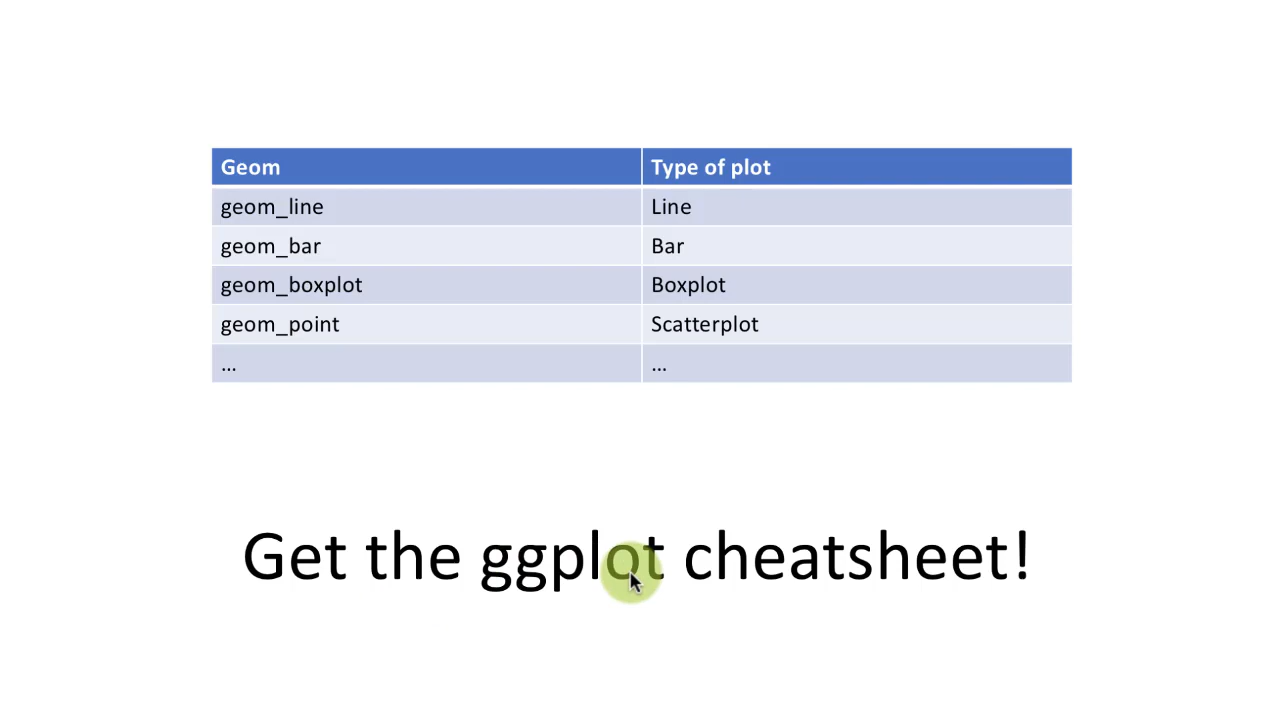 Geom Type of plot
geom_line Line
geom_bar Bar
geom_boxplot Boxplot
geom_point Scatterplot
... ...
Get the ggplot cheatsheet!